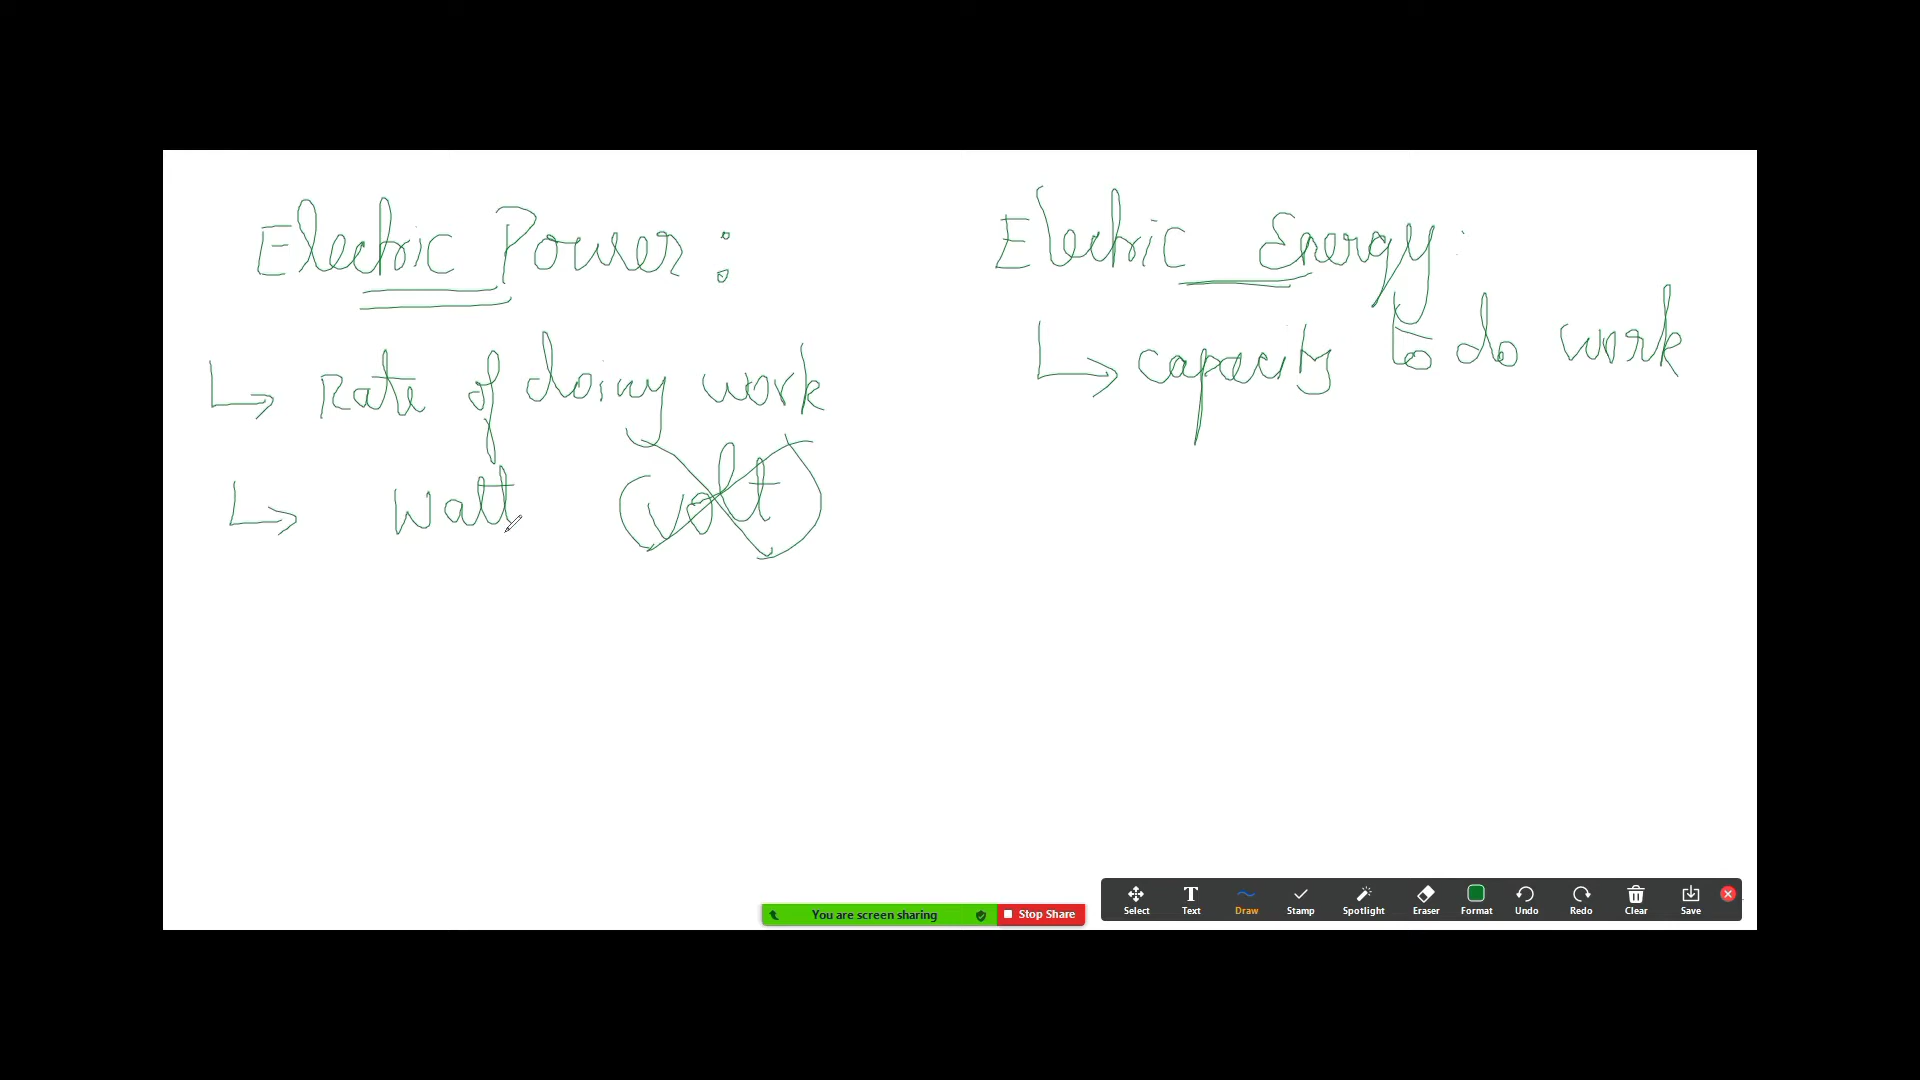 Electric Power:
→ Rate of doing work
→ Watt (volt)
Electric Energy:
→ capacity to do work
You are screen sharing Stop Share
Select Text Draw Stamp Spotlight Eraser Format Undo Redo Clear Save